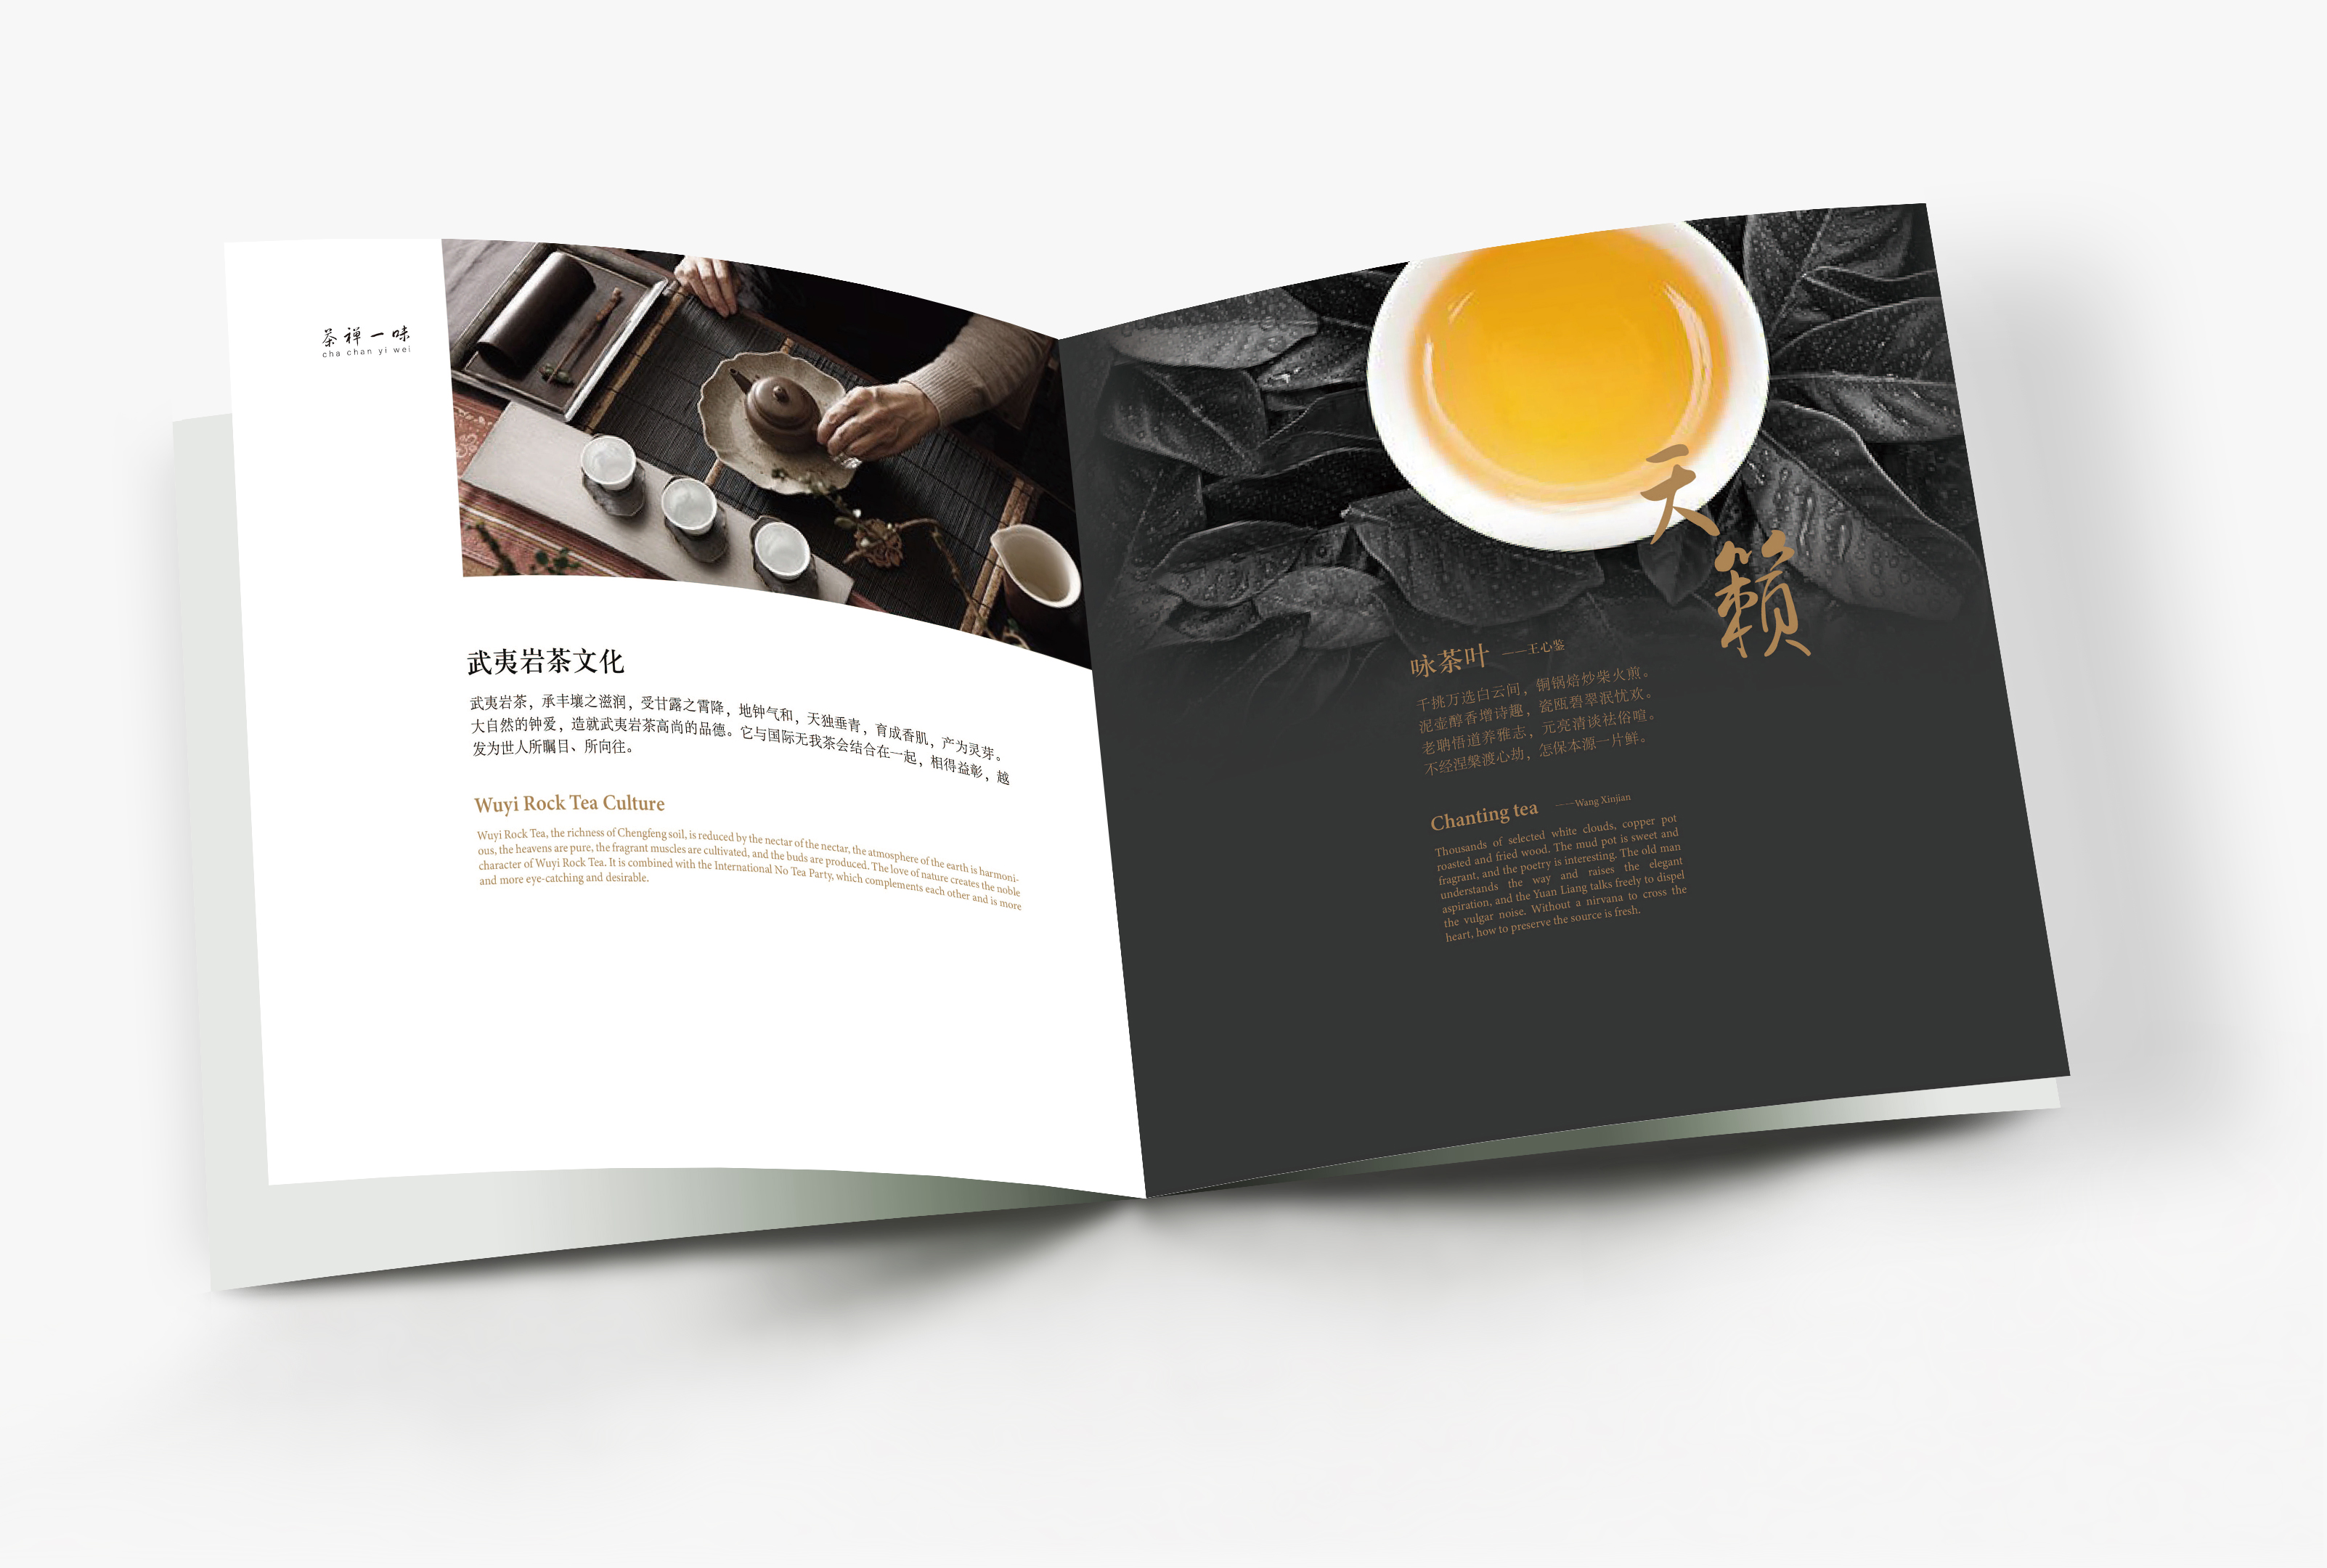 茶禅一味
cha chan yi wei
武夷岩茶文化
武夷岩茶，承丰壤之滋润，受甘露之霄降，地钟气和，天独垂青，育成香肌，产为灵芽。
大自然的钟爱，造就武夷岩茶高尚的品德。它与国际无我茶会结合在一起，相得益彰，越
发为世人所瞩目、所向往。
Wuyi Rock Tea Culture
Wuyi Rock Tea, the richness of Chengfeng soil, is reduced by the nectar of the nectar, the atmosphere of the earth is harmoni-
ous, the heavens are pure, the fragrant muscles are cultivated, and the buds are produced. The love of nature creates the noble
character of Wuyi Rock Tea. It is combined with the International No Tea Party, which complements each other and is more
and more eye-catching and desirable.
天
籁
咏茶叶 ——王心鉴
千挑万选白云间，铜锅焙炒柴火煎。
泥壶醇香增诗趣，瓷瓯碧翠泯忧欢。
老聃悟道养雅志，元亮清谈祛俗喧。
不经涅槃渡心劫，怎保本源一片鲜。
Chanting tea ----Wang Xinjian
Thousands of selected white clouds, copper pot
roasted and fried wood. The mud pot is sweet and
fragrant, and the poetry is interesting. The old man
understands the way and raises the elegant
aspiration, and the Yuan Liang talks freely to dispel
the vulgar noise. Without a nirvana to cross the
heart, how to preserve the source is fresh.